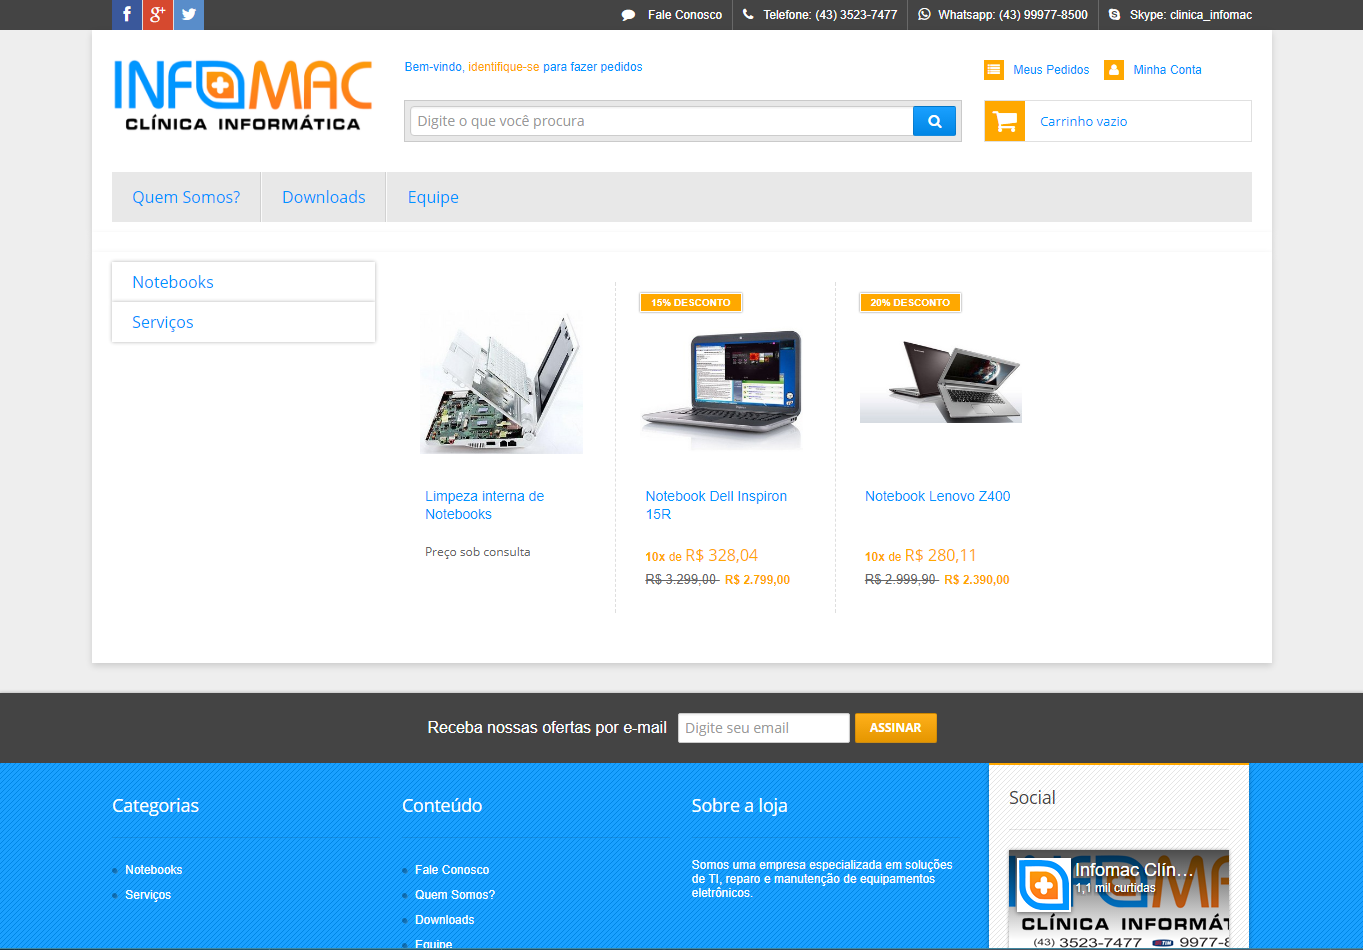 Fale Conosco
Telefone: (43) 3523-7477
Whatsapp: (43) 99977-8500
Skype: clinica_infomac
INFOMAC
CLÍNICA INFORMÁTICA
Bem-vindo, identifique-se para fazer pedidos
Meus Pedidos
Minha Conta
Digite o que você procura
Carrinho vazio
Quem Somos?
Downloads
Equipe
Notebooks
Serviços
15% DESCONTO
20% DESCONTO
Limpeza interna de
Notebooks
Preço sob consulta
Notebook Dell Inspiron
15R
10x de R$ 328,04
R$ 3.299,00 R$ 2.799,00
Notebook Lenovo Z400
10x de R$ 280,11
R$ 2.999,90 R$ 2.390,00
Receba nossas ofertas por e-mail
Digite seu email
ASSINAR
Categorias
Notebooks
Serviços
Conteúdo
Fale Conosco
Quem Somos?
Downloads
Equipe
Sobre a loja
Somos uma empresa especializada em soluções
de TI, reparo e manutenção de equipamentos
eletrônicos.
Social
Infomac Clín...
1,1 mil curtidas
CLÍNICA INFORMÁT
(43) 3523-7477 TIM 9977-8